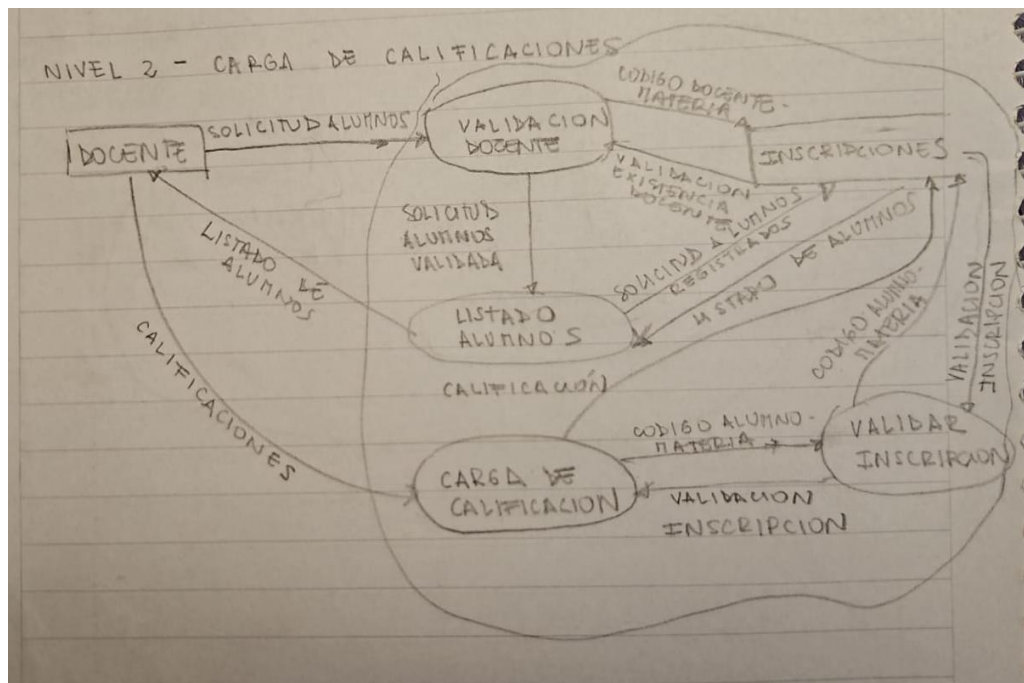 NIVEL 2 - CARGA DE CALIFICACIONES
CODIGO DOCENTE-
MATERIA
SOLICITUD ALUMNOS
VALIDACION
DOCENTE
DOCENTE
INSCRIPCIONES
VALIDACION
EXISTENCIA
DOCENTE
SOLICITUD
ALUMNOS
VALIDADA
LISTADO DE
ALUMNOS
SOLICITUD ALUMNOS
REGISTRADOS
LISTADO DE ALUMNOS
LISTADO
ALUMNOS
CODIGO ALUMNO-
MATERIA
VALIDACION
INSCRIPCION
CALIFICACIONES
CALIFICACIÓN
CODIGO ALUMNO-
MATERIA
VALIDAR
INSCRIPCION
CARGA DE
CALIFICACION
VALIDACION
INSCRIPCION